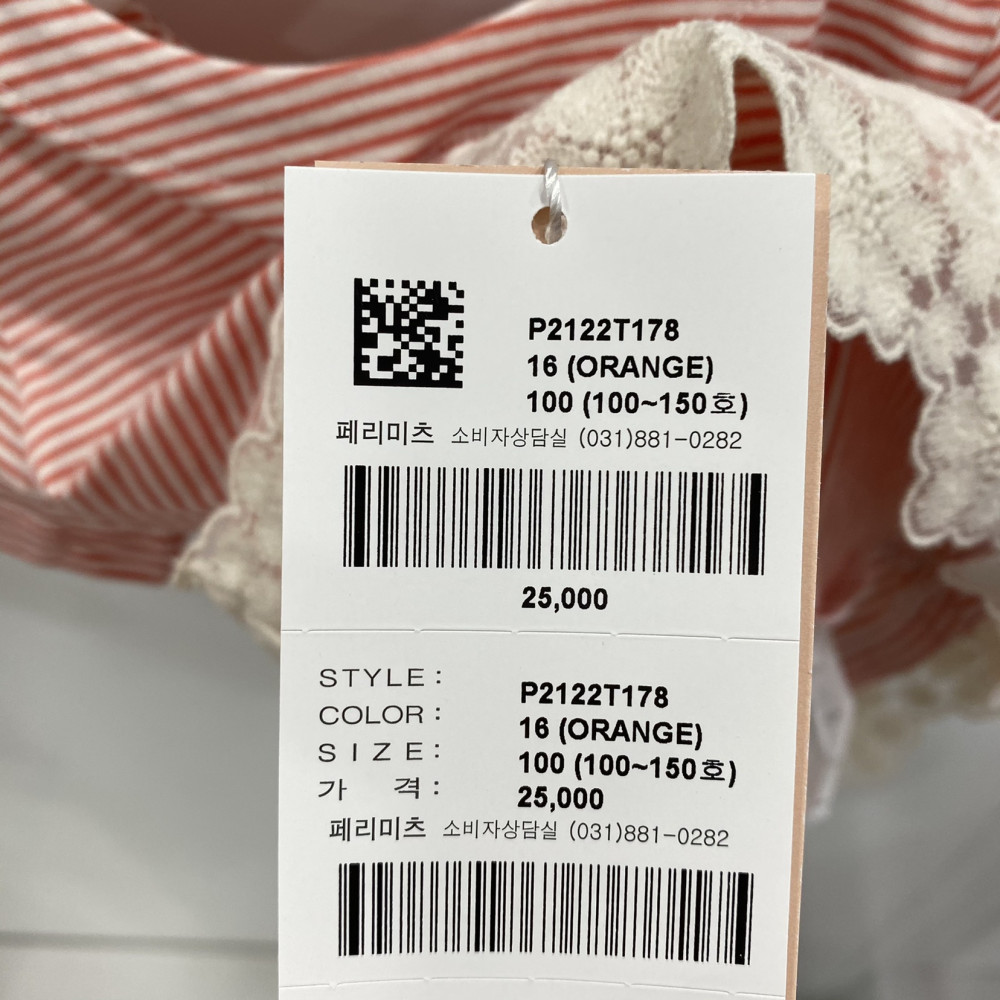 P2122T178
16 (ORANGE)
100 (100~150호)
페리미츠 소비자상담실 (031)881-0282
25,000
STYLE : P2122T178
COLOR : 16 (ORANGE)
SIZE : 100 (100~150호)
가 격 : 25,000
페리미츠 소비자상담실 (031)881-0282